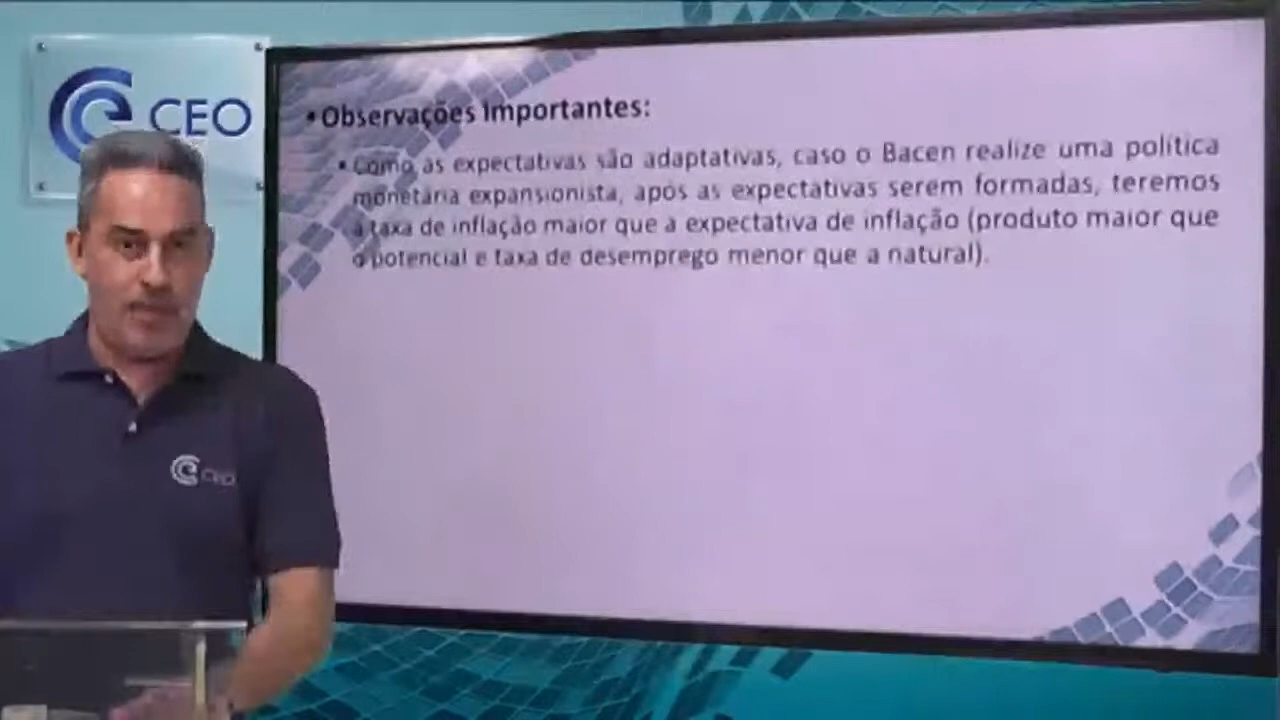 CEO
• Observações Importantes:
• Como as expectativas são adaptativas, caso o Bacen realize uma política
monetária expansionista, após as expectativas serem formadas, teremos
a taxa de inflação maior que a expectativa de inflação (produto maior que
o potencial e taxa de desemprego menor que a natural).
CEO